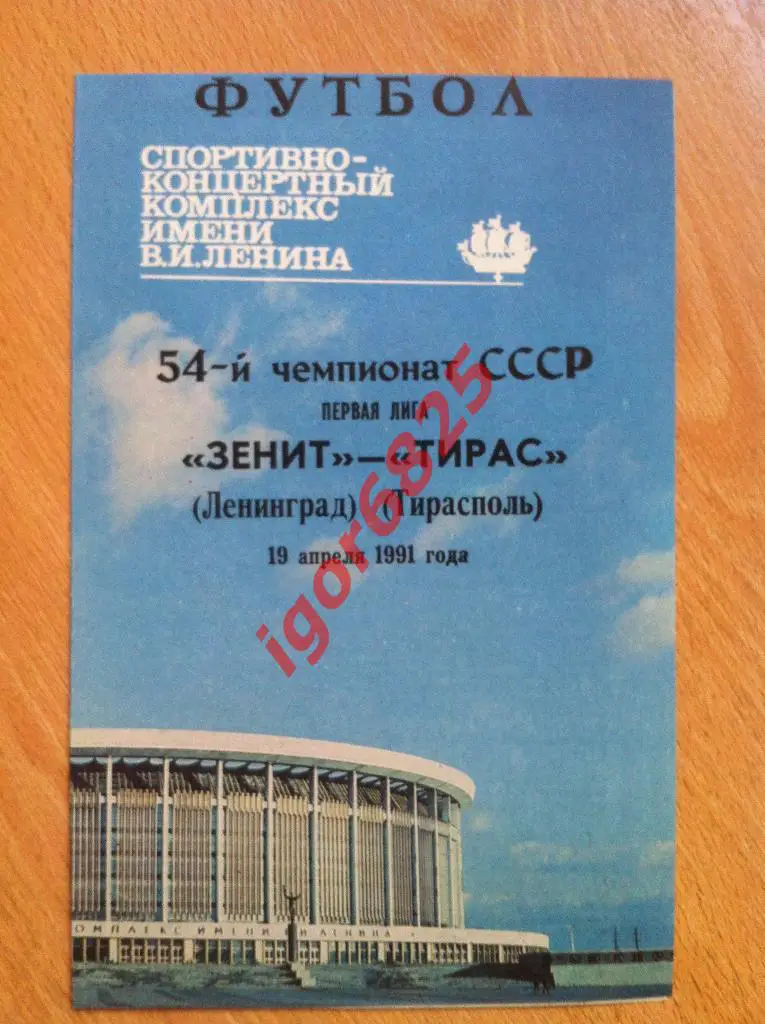 ФУТБОЛ
СПОРТИВНО-
КОНЦЕРТНЫЙ
КОМПЛЕКС
ИМЕНИ
В.И.ЛЕНИНА
54-й чемпионат СССР
ПЕРВАЯ ЛИГА
«ЗЕНИТ»—«ТИРАС»
(Ленинград) (Тирасполь)
19 апреля 1991 года
igor6825
ОМПЛЕКС ИМЕНИ В И ЛЕНИНА